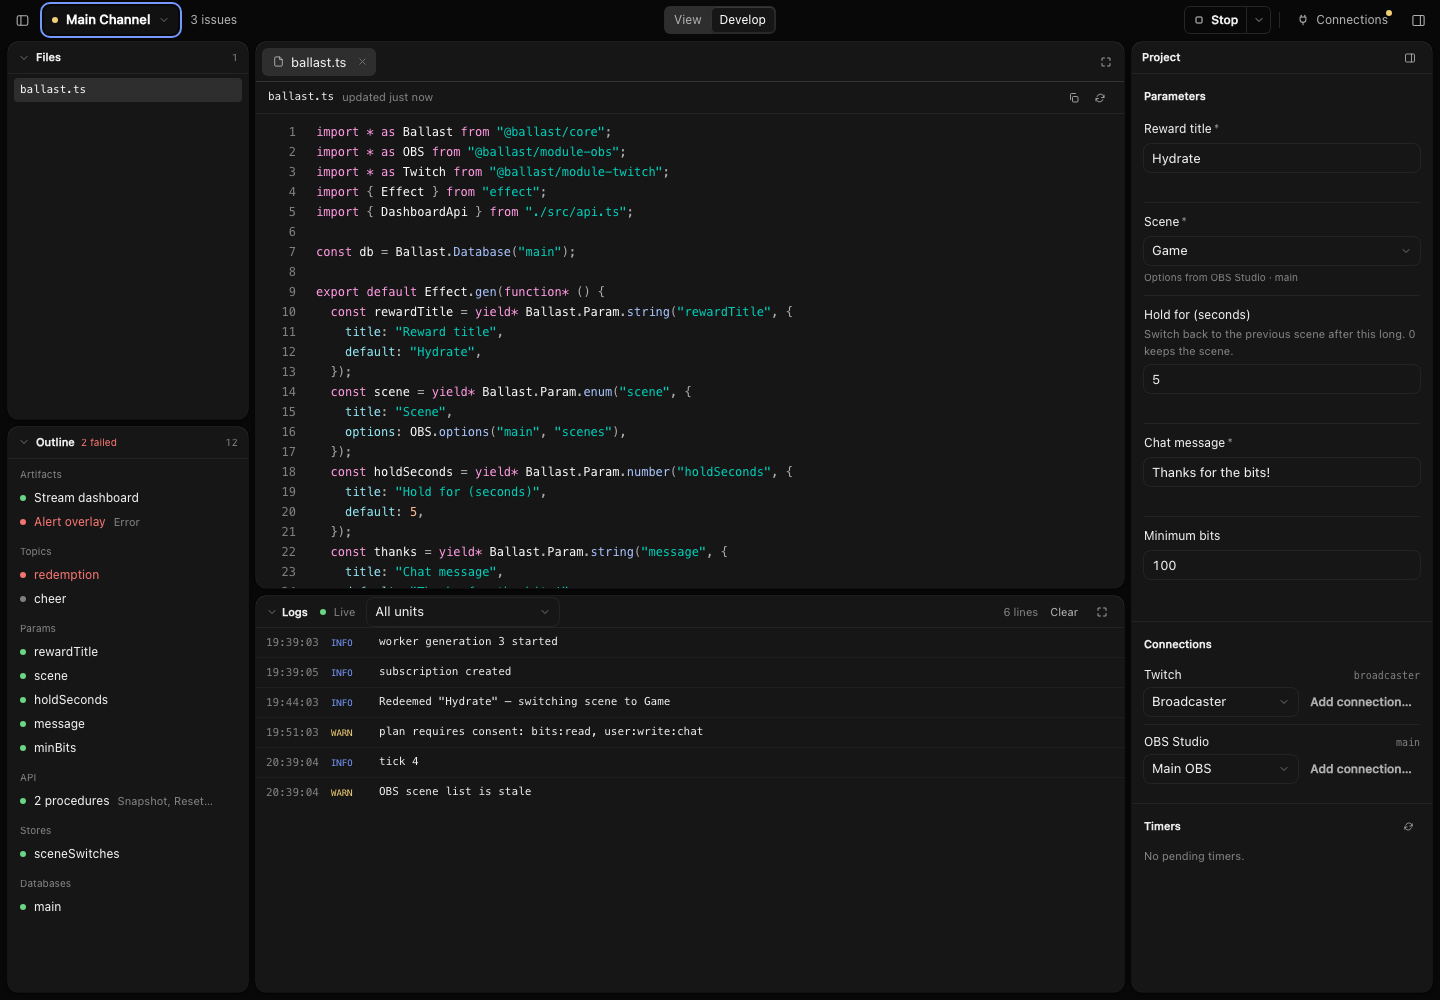 Main Channel
3 issues
View
Develop
Stop
Connections
Files
1
ballast.ts
Outline 2 failed
12
Artifacts
Stream dashboard
Alert overlay Error
Topics
redemption
cheer
Params
rewardTitle
scene
holdSeconds
message
minBits
API
2 procedures Snapshot, Reset...
Stores
sceneSwitches
Databases
main
ballast.ts
ballast.ts updated just now
1 import * as Ballast from "@ballast/core";
2 import * as OBS from "@ballast/module-obs";
3 import * as Twitch from "@ballast/module-twitch";
4 import { Effect } from "effect";
5 import { DashboardApi } from "./src/api.ts";
6
7 const db = Ballast.Database("main");
8
9 export default Effect.gen(function* () {
10 const rewardTitle = yield* Ballast.Param.string("rewardTitle", {
11 title: "Reward title",
12 default: "Hydrate",
13 });
14 const scene = yield* Ballast.Param.enum("scene", {
15 title: "Scene",
16 options: OBS.options("main", "scenes"),
17 });
18 const holdSeconds = yield* Ballast.Param.number("holdSeconds", {
19 title: "Hold for (seconds)",
20 default: 5,
21 });
22 const thanks = yield* Ballast.Param.string("message", {
23 title: "Chat message",
Logs
Live
All units
6 lines
Clear
19:39:03 INFO worker generation 3 started
19:39:05 INFO subscription created
19:44:03 INFO Redeemed "Hydrate" — switching scene to Game
19:51:03 WARN plan requires consent: bits:read, user:write:chat
20:39:04 INFO tick 4
20:39:04 WARN OBS scene list is stale
Project
Parameters
Reward title *
Hydrate
Scene *
Game
Options from OBS Studio · main
Hold for (seconds)
Switch back to the previous scene after this long. 0
keeps the scene.
5
Chat message *
Thanks for the bits!
Minimum bits
100
Connections
Twitch
broadcaster
Broadcaster
Add connection...
OBS Studio
main
Main OBS
Add connection...
Timers
No pending timers.